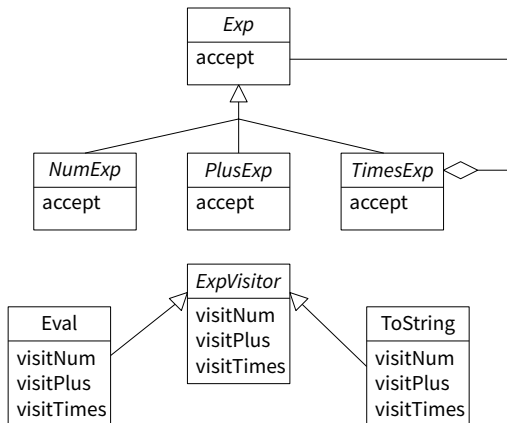 Exp
accept
NumExp
accept
PlusExp
accept
TimesExp
accept
ExpVisitor
visitNum
visitPlus
visitTimes
Eval
visitNum
visitPlus
visitTimes
ToString
visitNum
visitPlus
visitTimes